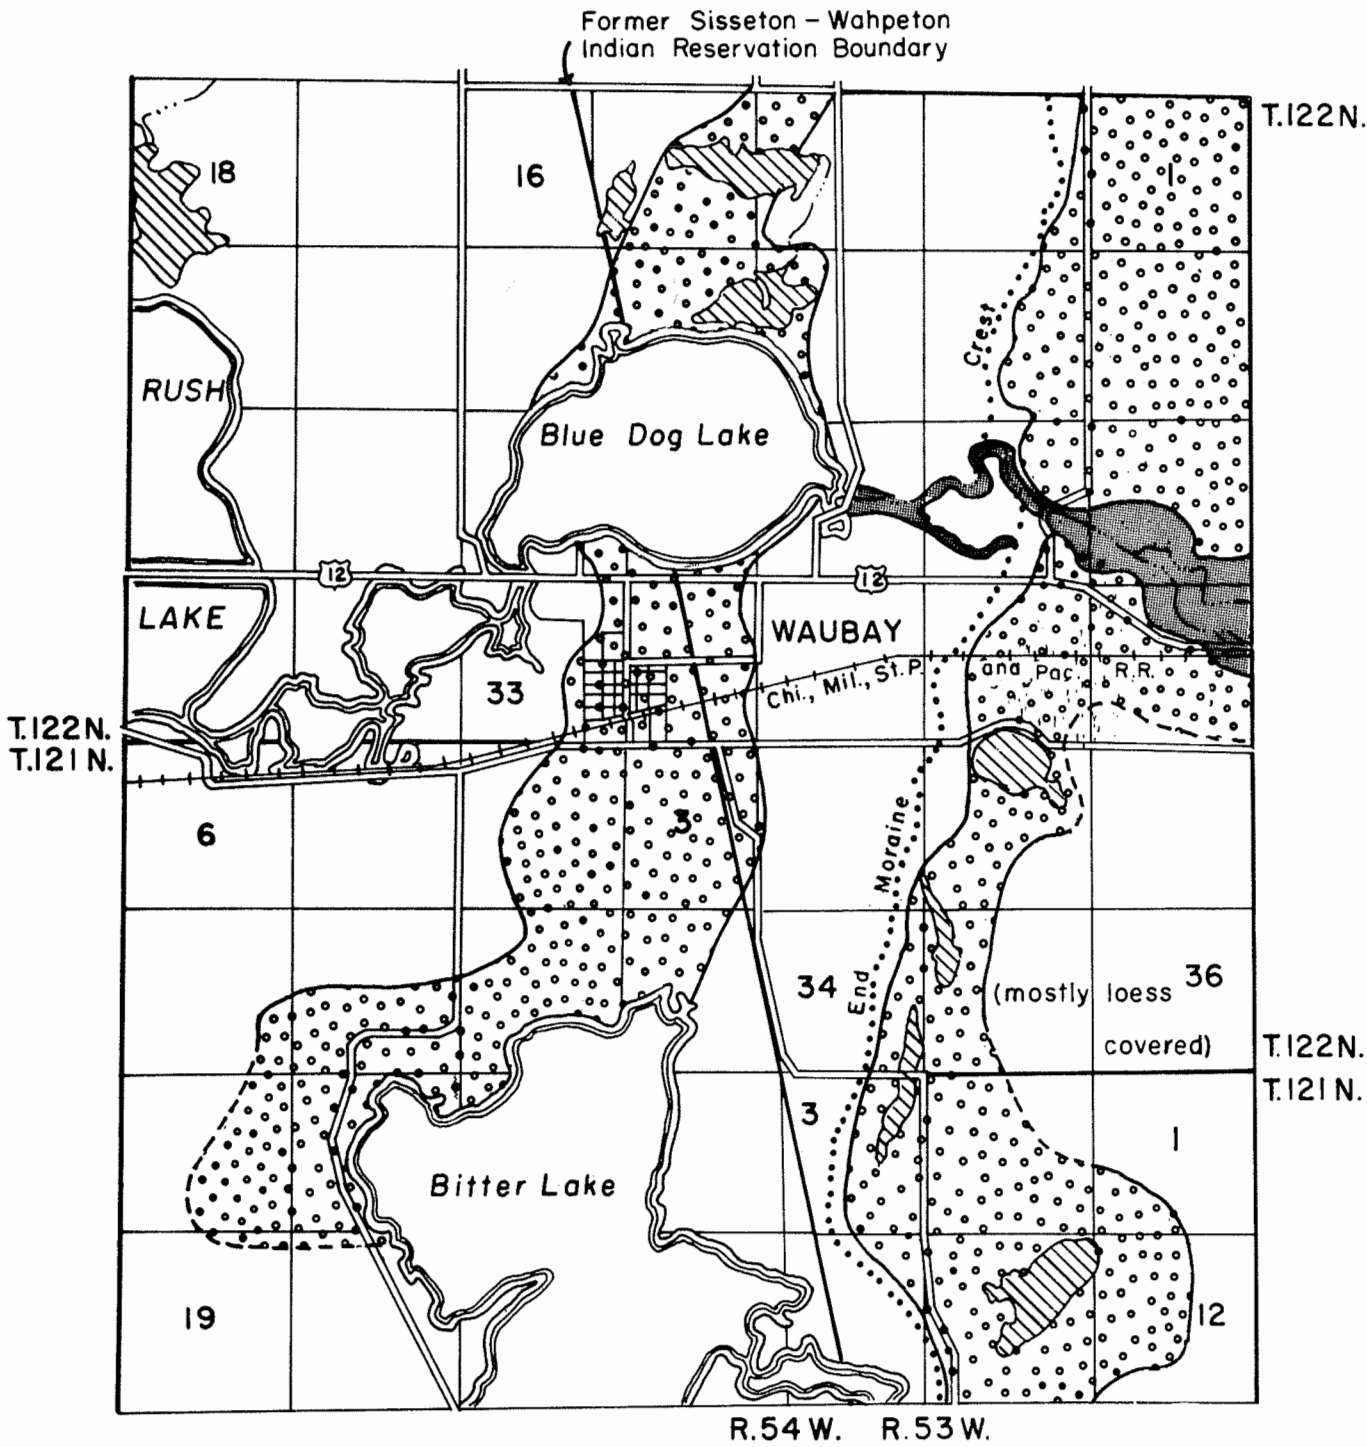 Former Sisseton – Wahpeton
Indian Reservation Boundary
T.122N.
18
16
1
Crest
RUSH
Blue Dog Lake
12
12
LAKE
WAUBAY
33
Chi., Mil., St. P. and Pac. R.R.
T.122N.
T.121N.
6
3
Moraine
End
34
36
(mostly loess
covered)
T.122N.
T.121N.
3
1
Bitter Lake
19
12
R.54W. R.53W.